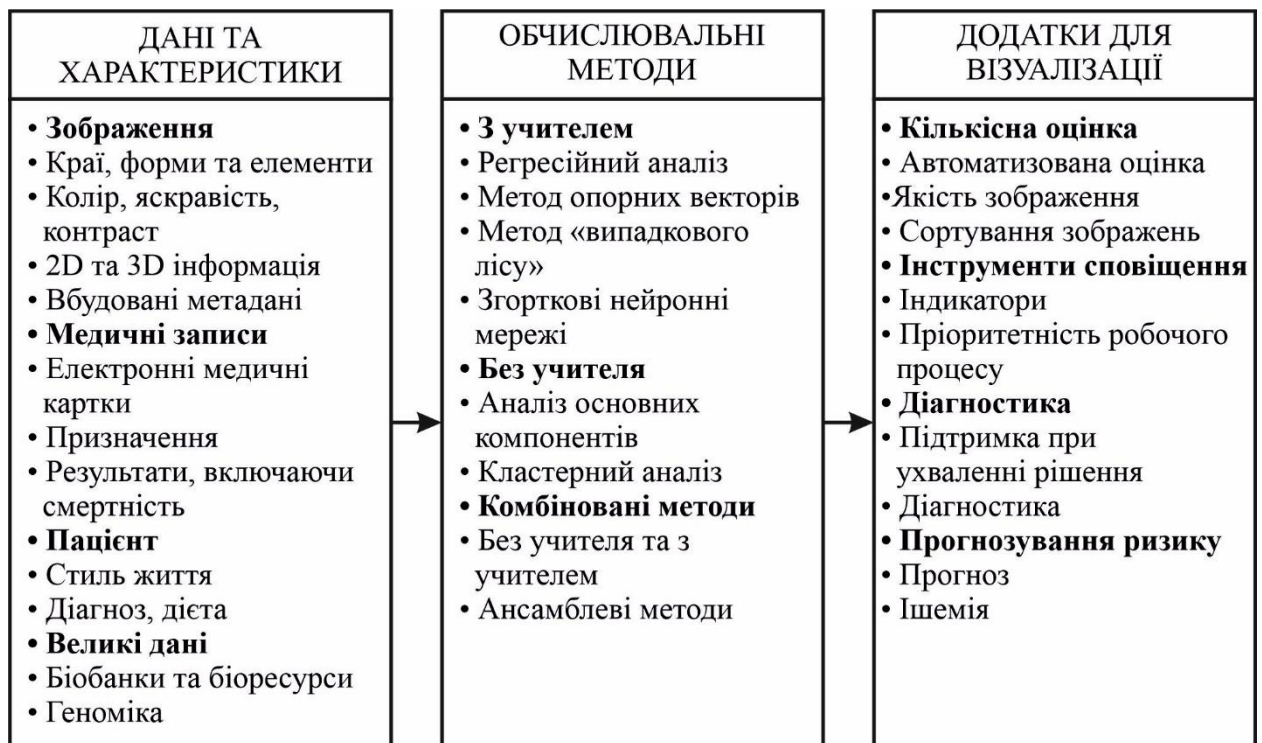 ДАНІ ТА
ХАРАКТЕРИСТИКИ
• Зображення
• Краї, форми та елементи
• Колір, яскравість,
контраст
• 2D та 3D інформація
• Вбудовані метадані
• Медичні записи
• Електронні медичні
картки
• Призначення
• Результати, включаючи
смертність
• Пацієнт
• Стиль життя
• Діагноз, дієта
• Великі дані
• Біобанки та біоресурси
• Геноміка
ОБЧИСЛЮВАЛЬНІ
МЕТОДИ
• З учителем
• Регресійний аналіз
• Метод опорних векторів
• Метод «випадкового
лісу»
• Згорткові нейронні
мережі
• Без учителя
• Аналіз основних
компонентів
• Кластерний аналіз
• Комбіновані методи
• Без учителя та з
учителем
• Ансамблеві методи
ДОДАТКИ ДЛЯ
ВІЗУАЛІЗАЦІЇ
• Кількісна оцінка
• Автоматизована оцінка
•Якість зображення
• Сортування зображень
• Інструменти сповіщення
• Індикатори
• Пріоритетність робочого
процесу
• Діагностика
• Підтримка при
ухваленні рішення
• Діагностика
• Прогнозування ризику
• Прогноз
• Ішемія